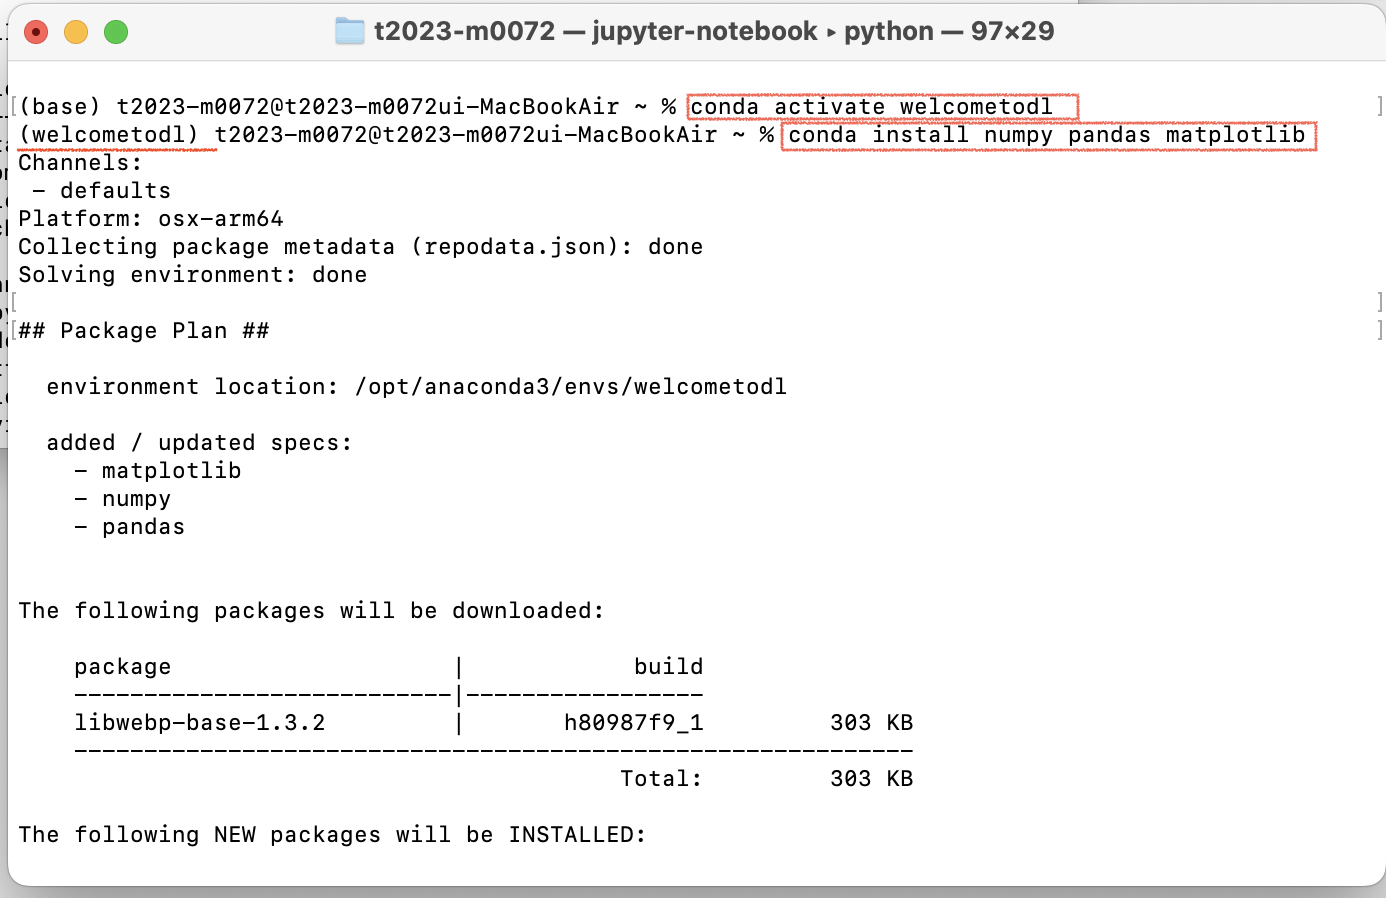 t2023-m0072 — jupyter-notebook ▸ python — 97×29
(base) t2023-m0072@t2023-m0072ui-MacBookAir ~ % conda activate welcometodl
(welcometodl) t2023-m0072@t2023-m0072ui-MacBookAir ~ % conda install numpy pandas matplotlib
Channels:
- defaults
Platform: osx-arm64
Collecting package metadata (repodata.json): done
Solving environment: done
## Package Plan ##
environment location: /opt/anaconda3/envs/welcometodl
added / updated specs:
- matplotlib
- numpy
- pandas
The following packages will be downloaded:
package | build
---------------------------|-----------------
libwebp-base-1.3.2 | h80987f9_1 303 KB
------------------------------------------------------------
Total: 303 KB
The following NEW packages will be INSTALLED: